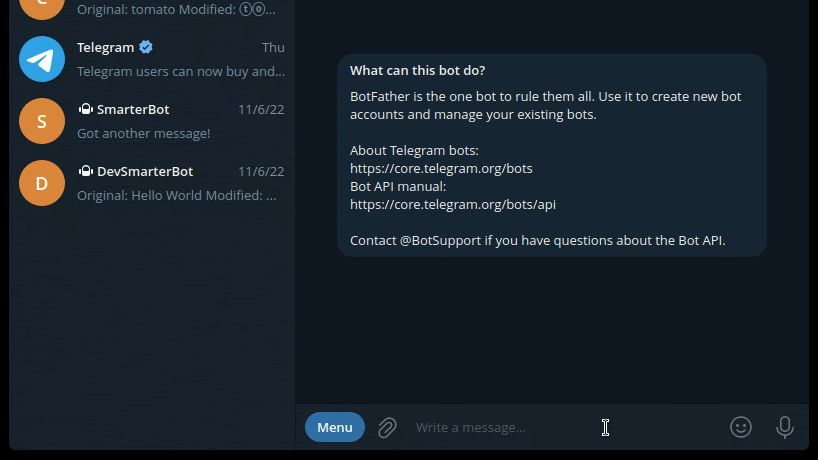 Original: tomato Modified: ⓣⓞ...
Telegram Thu
Telegram users can now buy and...
S SmarterBot 11/6/22
Got another message!
D DevSmarterBot 11/6/22
Original: Hello World Modified: ...
What can this bot do?
BotFather is the one bot to rule them all. Use it to create new bot
accounts and manage your existing bots.
About Telegram bots:
https://core.telegram.org/bots
Bot API manual:
https://core.telegram.org/bots/api
Contact @BotSupport if you have questions about the Bot API.
Menu Write a message...